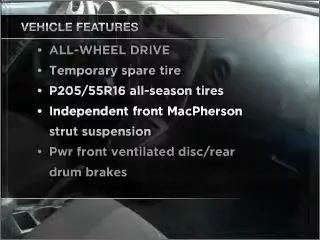 VEHICLE FEATURES
• ALL-WHEEL DRIVE
• Temporary spare tire
• P205/55R16 all-season tires
• Independent front MacPherson
strut suspension
• Pwr front ventilated disc/rear
drum brakes